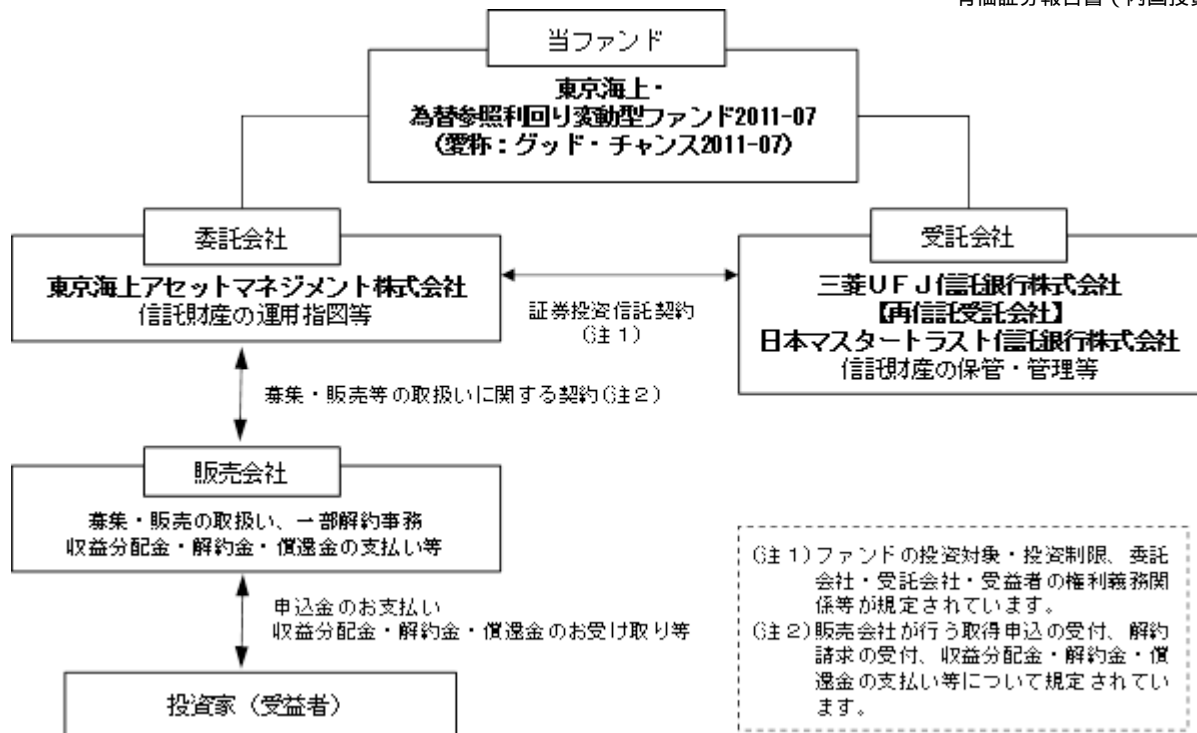 当ファンド
東京海上・
為替参照利回り変動型ファンド2011-07
(愛称：グッド・チャンス2011-07)
委託会社
東京海上アセットマネジメント株式会社
信託財産の運用指図等
受託会社
三菱ＵＦＪ信託銀行株式会社
【再信託受託会社】
日本マスタートラスト信託銀行株式会社
信託財産の保管・管理等
証券投資信託契約
(注１)
募集・販売等の取扱いに関する契約(注２)
販売会社
募集・販売の取扱い、一部解約事務
収益分配金・解約金・償還金の支払い等
申込金のお支払い
収益分配金・解約金・償還金のお受け取り等
投資家（受益者）
(注１)ファンドの投資対象・投資制限、委託
会社・受託会社・受益者の権利義務関
係等が規定されています。
(注２)販売会社が行う取得申込の受付、解約
請求の受付、収益分配金・解約金・償
還金の支払い等について規定されてい
ます。